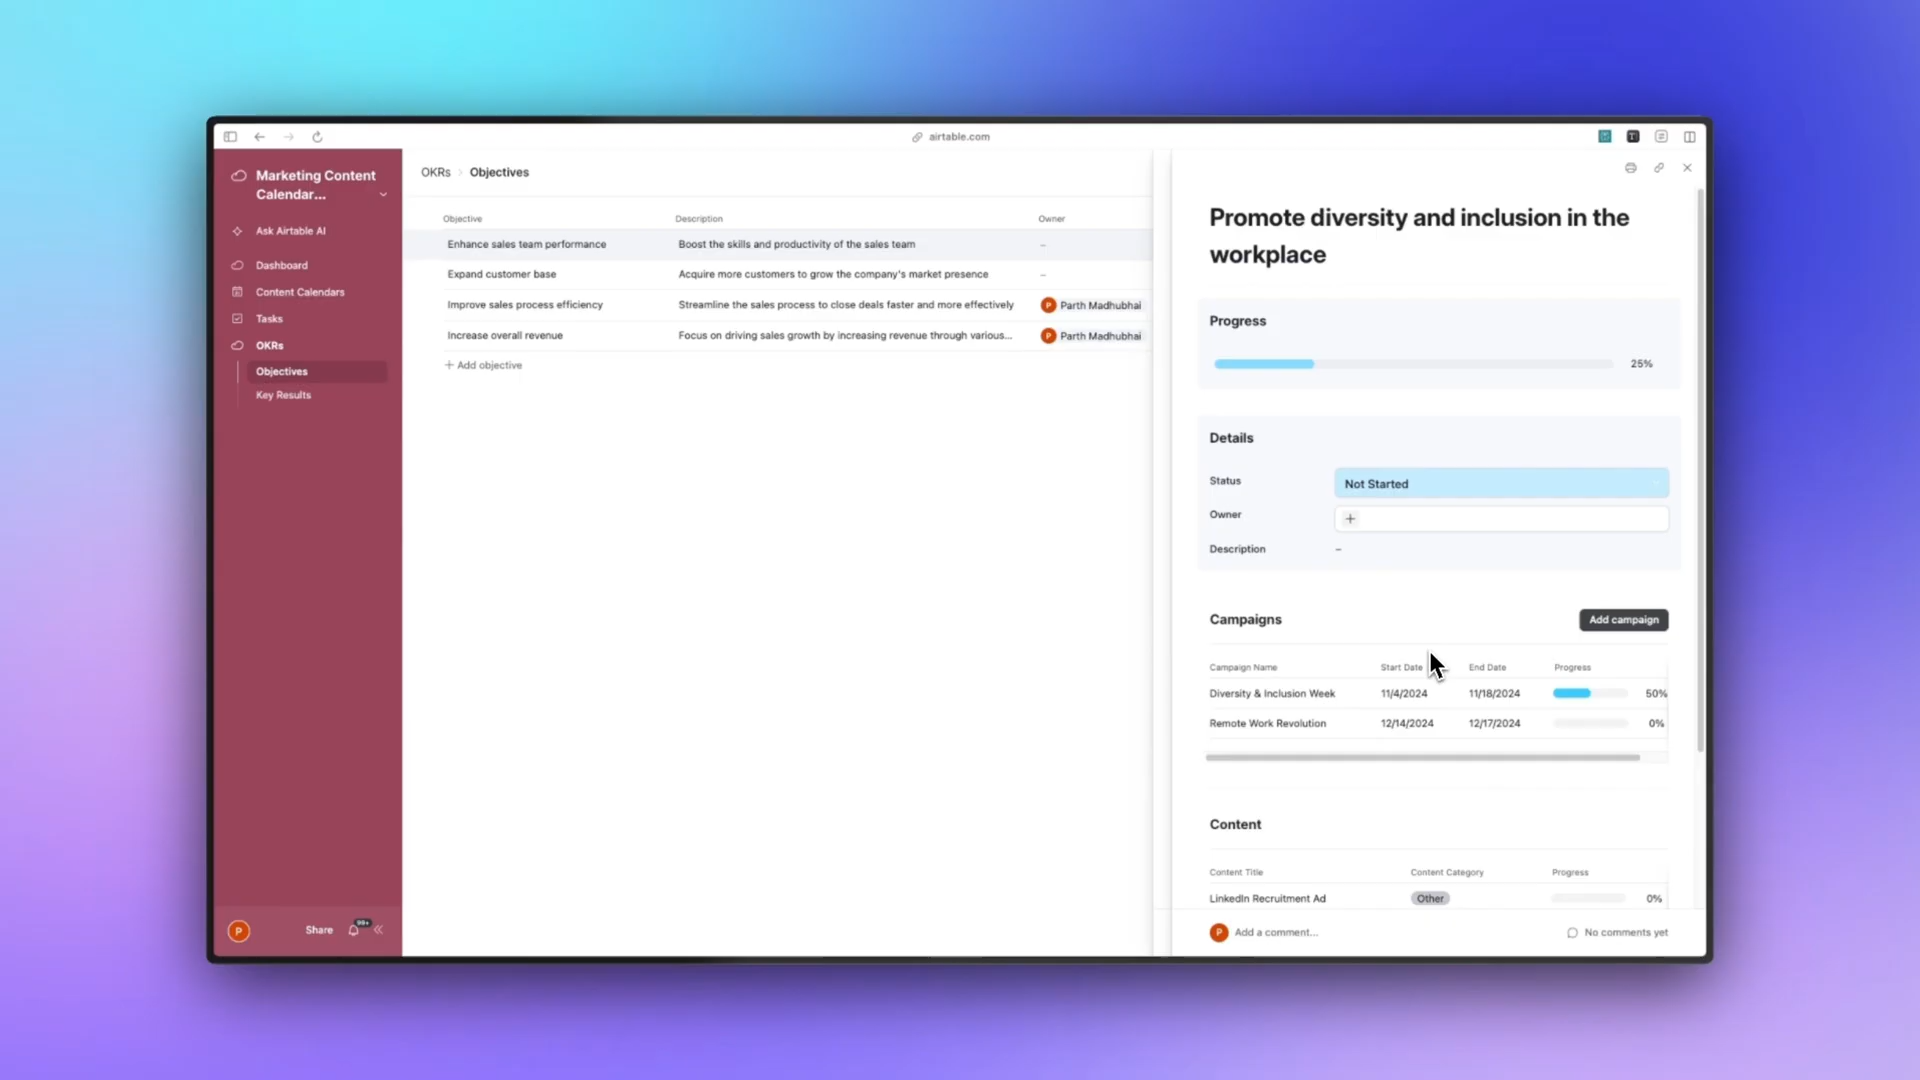 airtable.com
Marketing Content
Calendar...
Ask Airtable AI
Dashboard
Content Calendars
Tasks
OKRs
Objectives
Key Results
P
Share
99+
OKRs > Objectives
Objective Description Owner
Enhance sales team performance Boost the skills and productivity of the sales team –
Expand customer base Acquire more customers to grow the company's market presence –
Improve sales process efficiency Streamline the sales process to close deals faster and more effectively P Parth Madhubhai
Increase overall revenue Focus on driving sales growth by increasing revenue through various... P Parth Madhubhai
+ Add objective
Promote diversity and inclusion in the
workplace
Progress
25%
Details
Status Not Started
Owner +
Description –
Campaigns Add campaign
Campaign Name Start Date End Date Progress
Diversity & Inclusion Week 11/4/2024 11/18/2024 50%
Remote Work Revolution 12/14/2024 12/17/2024 0%
Content
Content Title Content Category Progress
LinkedIn Recruitment Ad Other 0%
P Add a comment... No comments yet